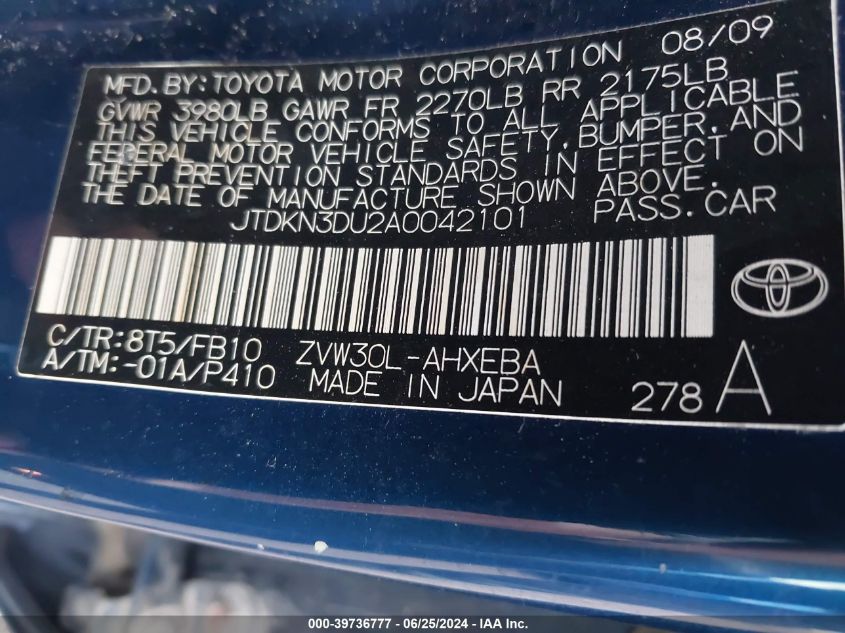 MFD. BY: TOYOTA MOTOR CORPORATION 08/09
GVWR 3980LB GAWR FR 2270LB RR 2175LB
THIS VEHICLE CONFORMS TO ALL APPLICABLE
FEDERAL MOTOR VEHICLE SAFETY, BUMPER, AND
THEFT PREVENTION STANDARDS IN EFFECT ON
THE DATE OF MANUFACTURE SHOWN ABOVE.
JTDKN3DU2A0042101 PASS. CAR
C/TR:8T5/FB10 ZVW30L-AHXEBA
A/TM:-01A/P410 MADE IN JAPAN 278 A
000-39736777 / 06/25/2024 / IAA Inc.